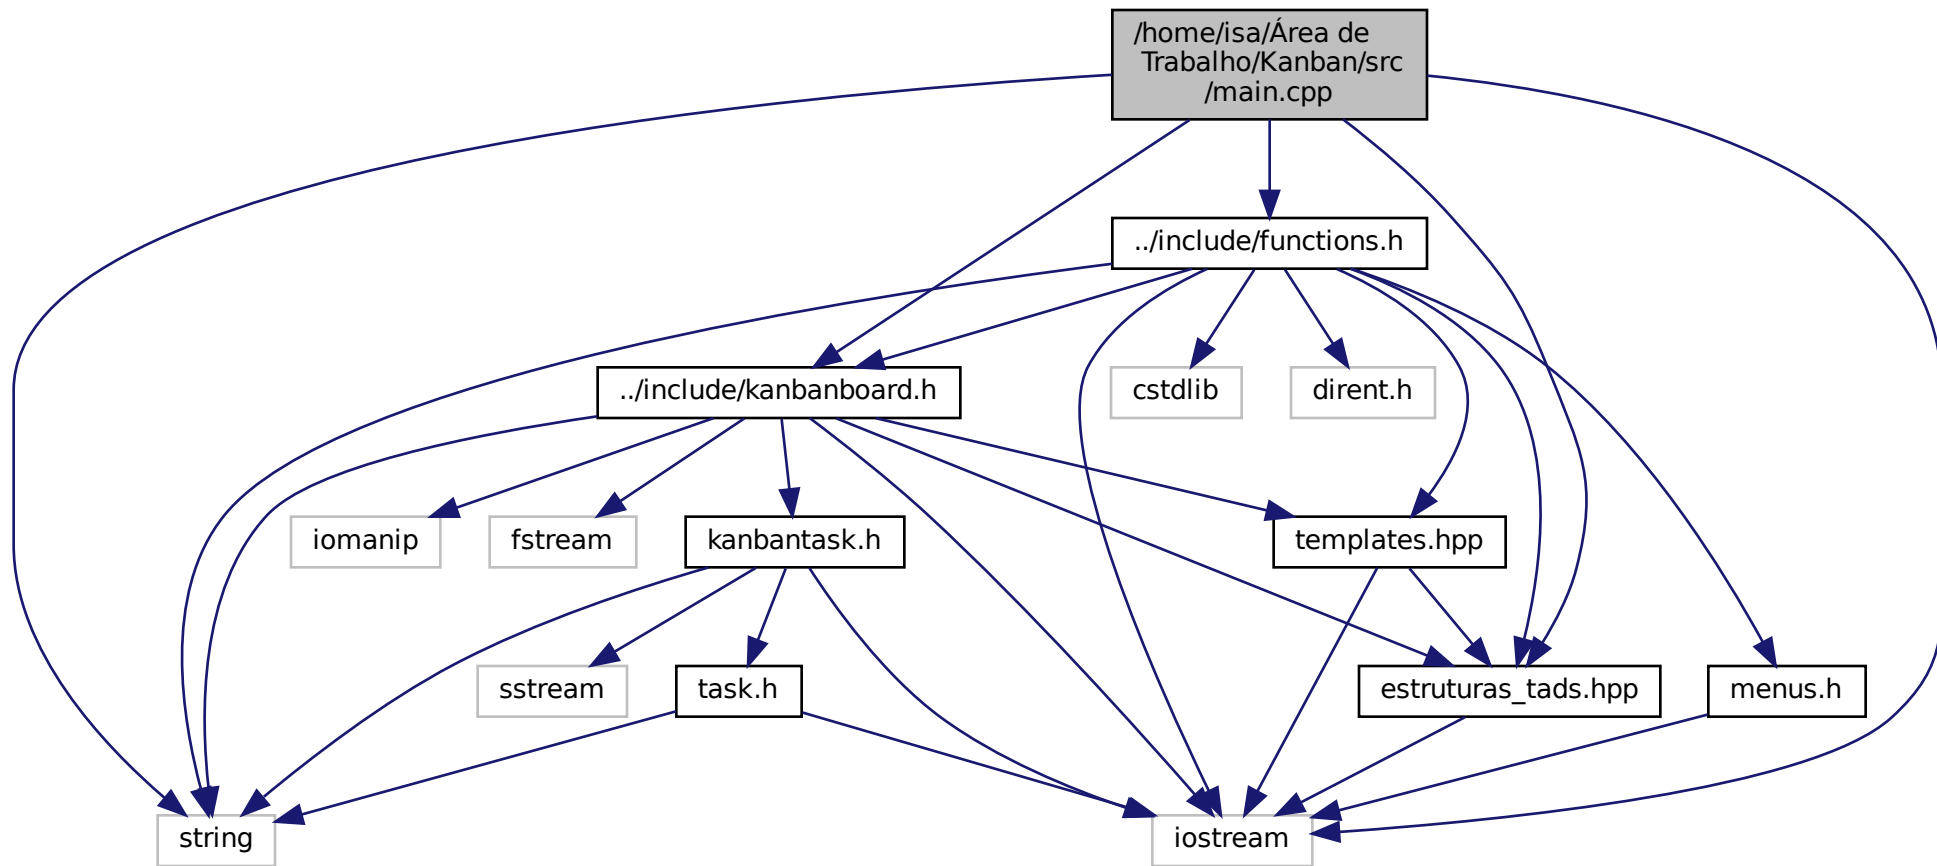 /home/isa/Área de
Trabalho/Kanban/src
/main.cpp
../include/functions.h
../include/kanbanboard.h
cstdlib
dirent.h
iomanip
fstream
kanbantask.h
templates.hpp
sstream
task.h
estruturas_tads.hpp
menus.h
string
iostream